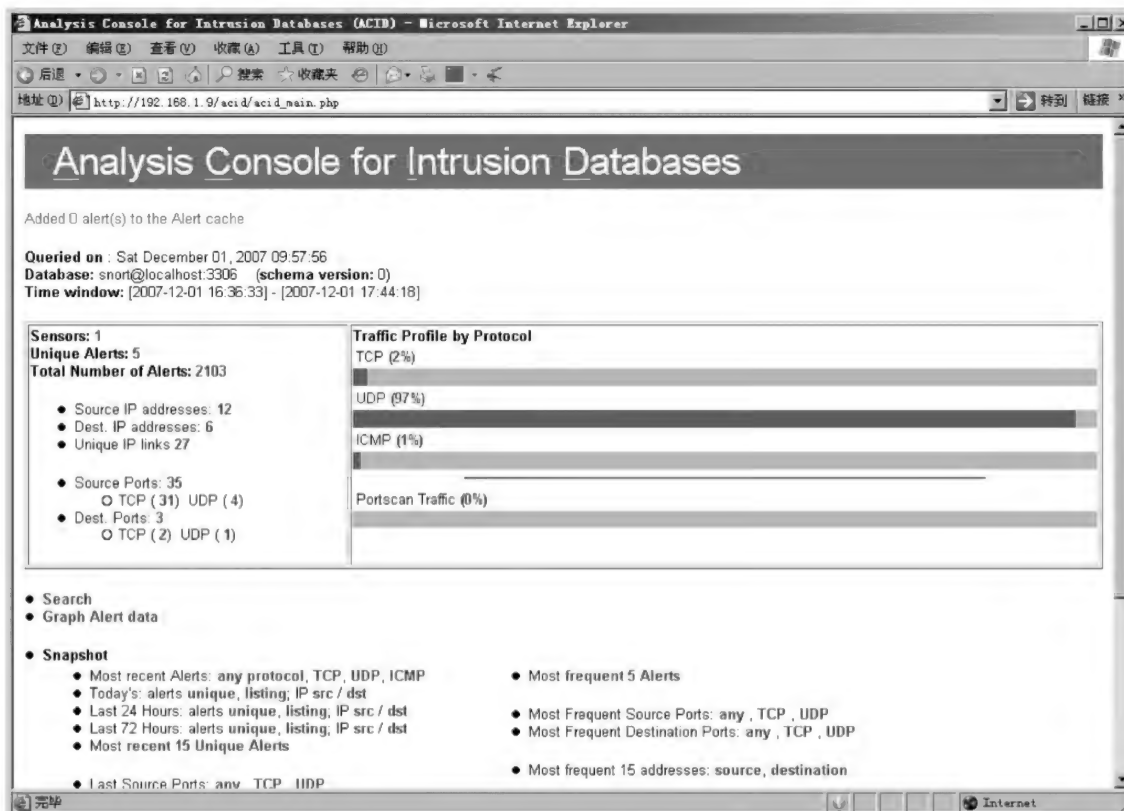 Analysis Console for Intrusion Databases (ACID) - Microsoft Internet Explorer
文件(F) 编辑(E) 查看(V) 收藏(A) 工具(T) 帮助(H)
后退 搜索 收藏夹
地址(D) http://192.168.1.9/acid/acid_main.php 转到 链接 »
Analysis Console for Intrusion Databases
Added 0 alert(s) to the Alert cache
Queried on : Sat December 01, 2007 09:57:56
Database: snort@localhost:3306 (schema version: 0)
Time window: [2007-12-01 16:36:33] - [2007-12-01 17:44:18]
Sensors: 1
Unique Alerts: 5
Total Number of Alerts: 2103
Source IP addresses: 12
Dest. IP addresses: 6
Unique IP links 27
Source Ports: 35
TCP ( 31) UDP ( 4)
Dest. Ports: 3
TCP ( 2) UDP ( 1)
Traffic Profile by Protocol
TCP (2%)
UDP (97%)
ICMP (1%)
Portscan Traffic (0%)
Search
Graph Alert data
Snapshot
Most recent Alerts: any protocol, TCP, UDP, ICMP
Today's: alerts unique, listing; IP src / dst
Last 24 Hours: alerts unique, listing; IP src / dst
Last 72 Hours: alerts unique, listing; IP src / dst
Most recent 15 Unique Alerts
Last Source Ports: any , TCP , UDP
Most frequent 5 Alerts
Most Frequent Source Ports: any , TCP , UDP
Most Frequent Destination Ports: any , TCP , UDP
Most frequent 15 addresses: source, destination
完毕 Internet